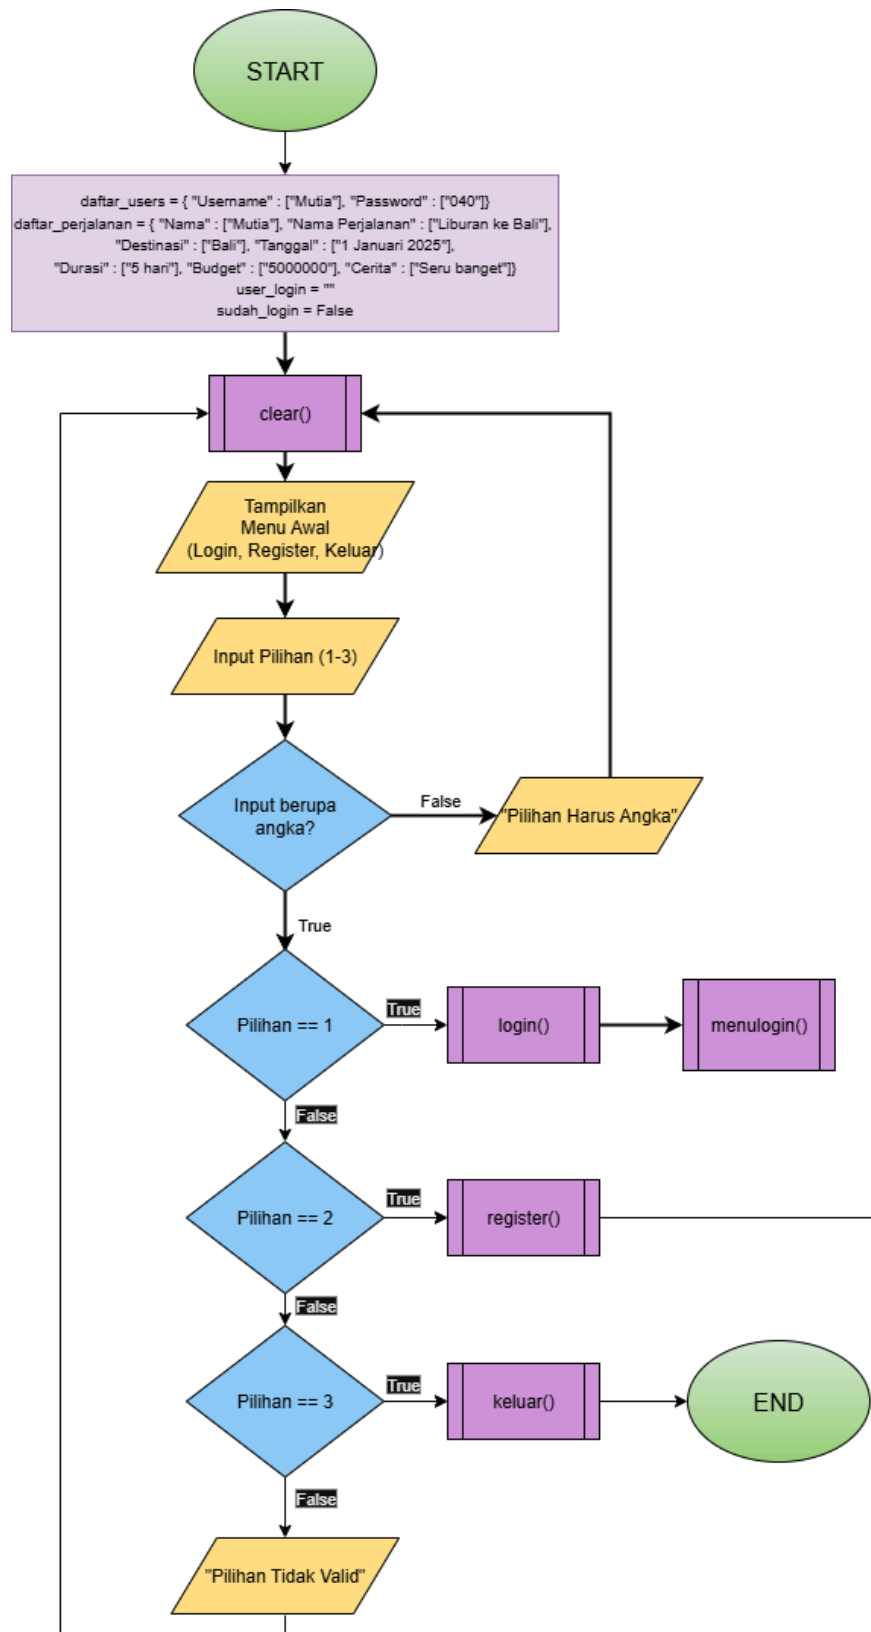 START
daftar_users = { "Username" : ["Mutia"], "Password" : ["040"]}
daftar_perjalanan = { "Nama" : ["Mutia"], "Nama Perjalanan" : ["Liburan ke Bali"],
"Destinasi" : ["Bali"], "Tanggal" : ["1 Januari 2025"],
"Durasi" : ["5 hari"], "Budget" : ["5000000"], "Cerita" : ["Seru banget"]}
user_login = ""
sudah_login = False
clear()
Tampilkan
Menu Awal
(Login, Register, Keluar)
Input Pilihan (1-3)
Input berupa
angka?
False
"Pilihan Harus Angka"
True
Pilihan == 1
True
login()
menulogin()
False
Pilihan == 2
True
register()
False
Pilihan == 3
True
keluar()
END
False
"Pilihan Tidak Valid"